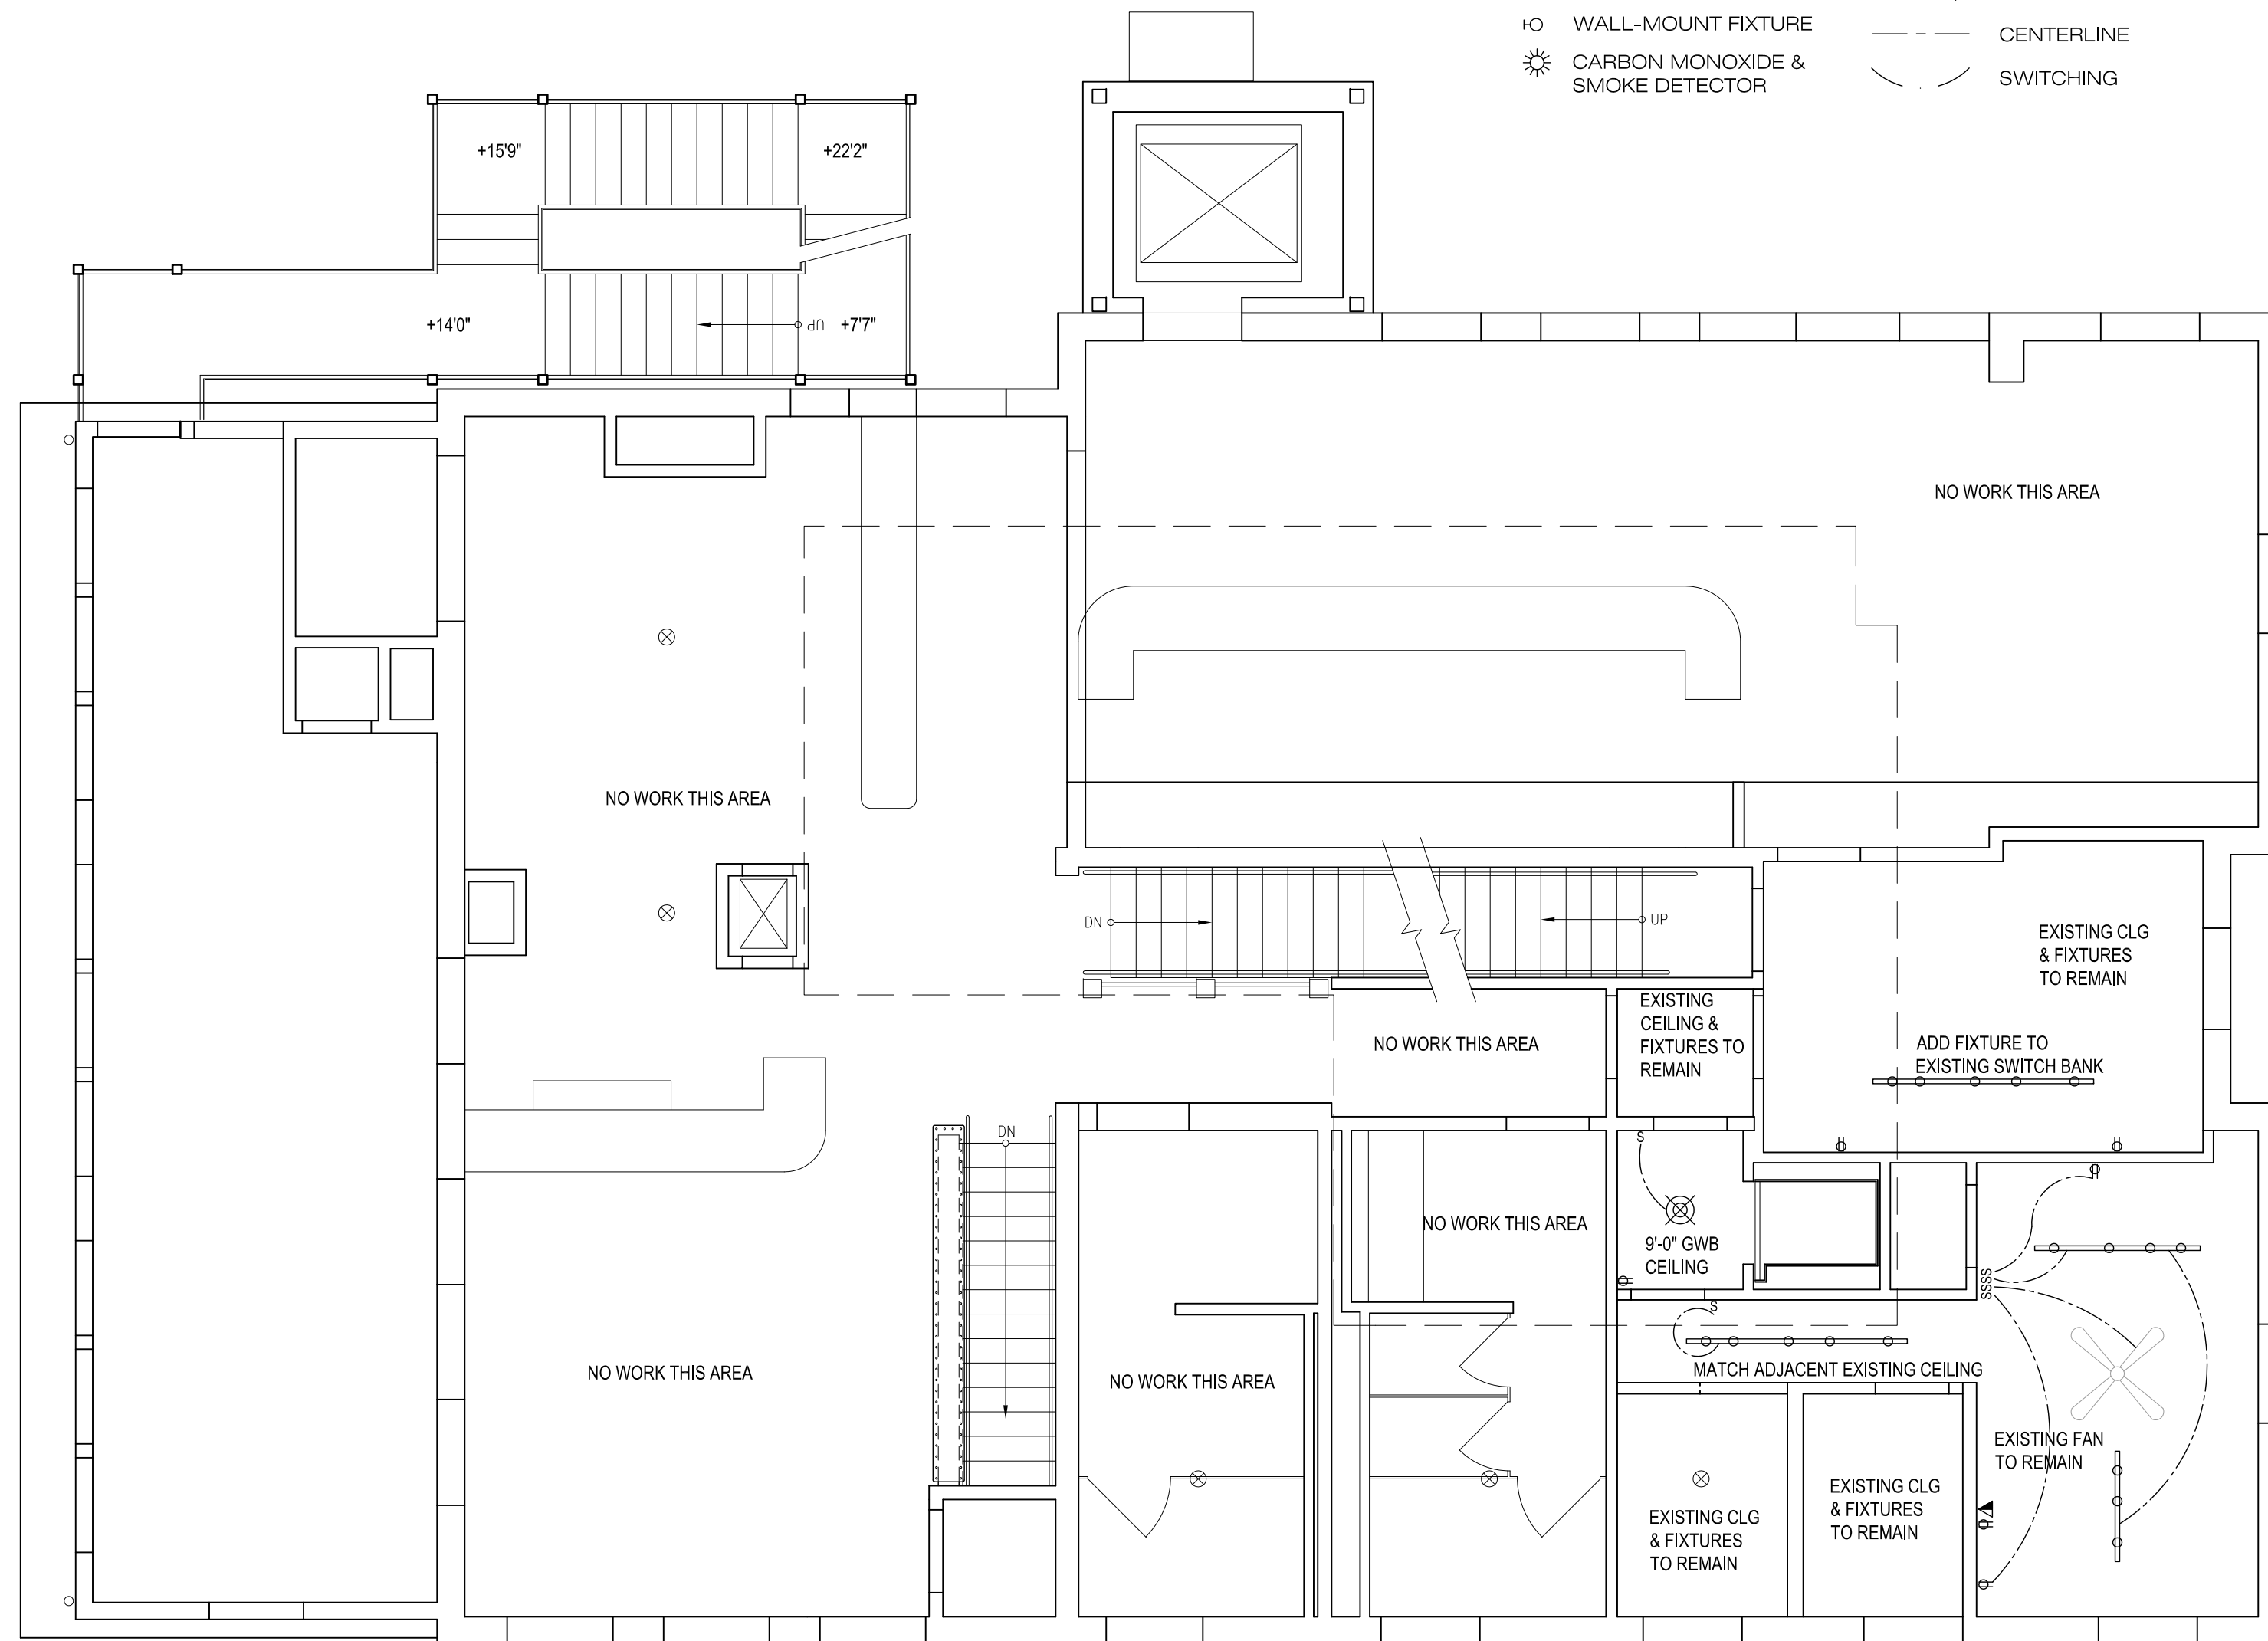 WALL-MOUNT FIXTURE
CARBON MONOXIDE &
SMOKE DETECTOR
CENTERLINE
SWITCHING
+15'9"
+22'2"
+14'0"
UP
+7'7"
NO WORK THIS AREA
NO WORK THIS AREA
DN
UP
EXISTING CLG
& FIXTURES
TO REMAIN
EXISTING
CEILING &
FIXTURES TO
REMAIN
NO WORK THIS AREA
ADD FIXTURE TO
EXISTING SWITCH BANK
DN
S
NO WORK THIS AREA
9'-0" GWB
CEILING
SSSS
S
MATCH ADJACENT EXISTING CEILING
NO WORK THIS AREA
NO WORK THIS AREA
EXISTING FAN
TO REMAIN
EXISTING CLG
& FIXTURES
TO REMAIN
EXISTING CLG
& FIXTURES
TO REMAIN